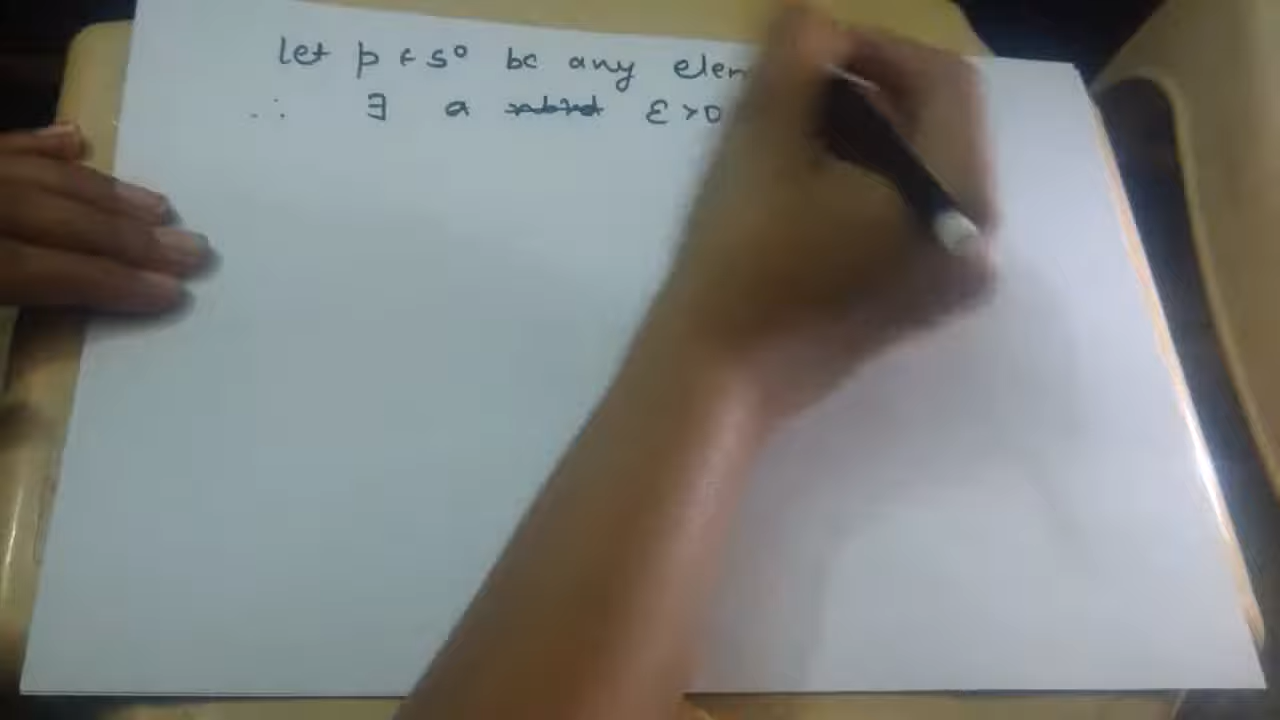 let p ∈ S° be any elem
∴ ∃ a ε>0